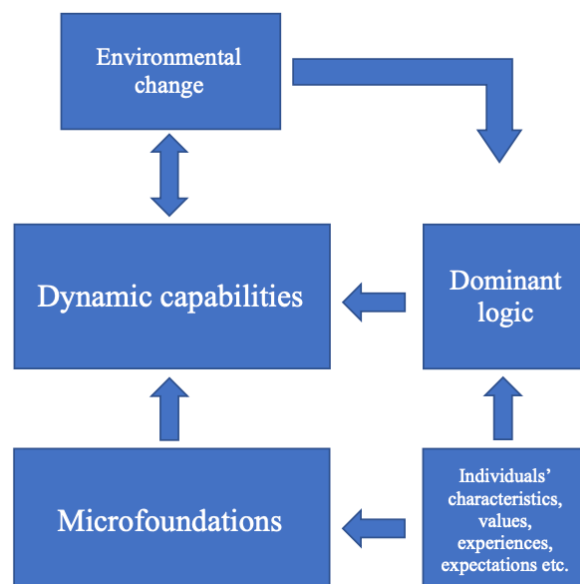 Environmental
change
Dynamic capabilities
Dominant
logic
Microfoundations
Individuals’
characteristics,
values,
experiences,
expectations etc.